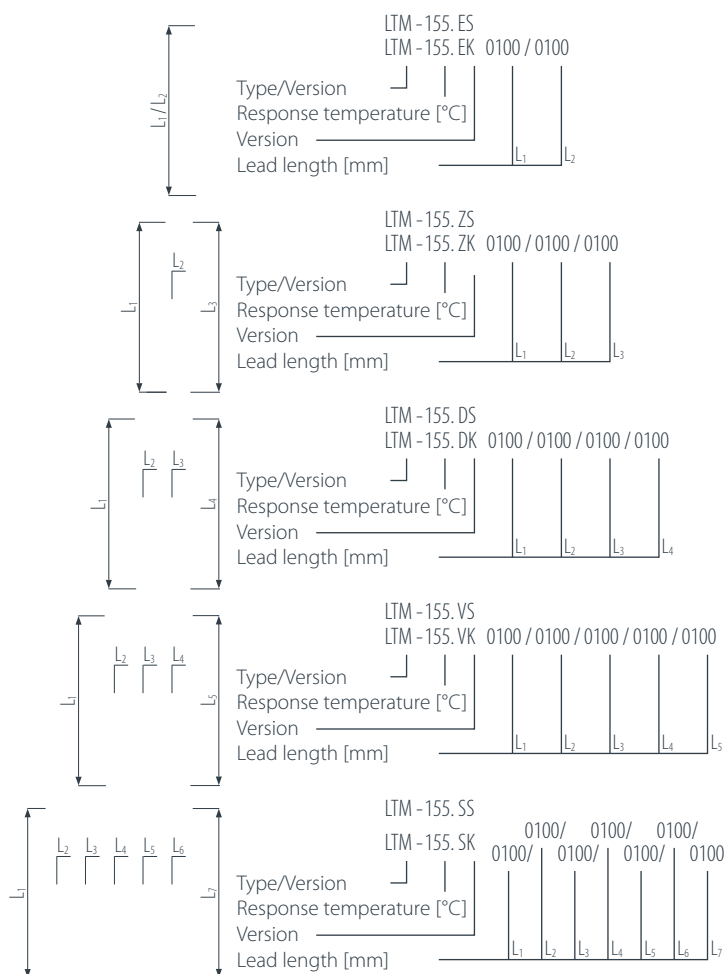 LTM - 155. ES
LTM - 155. EK 0100 / 0100
L1 / L2
Type/Version
Response temperature [°C]
Version
Lead length [mm]
L1 L2
LTM - 155. ZS
LTM - 155. ZK 0100 / 0100 / 0100
L2
L1 L3
Type/Version
Response temperature [°C]
Version
Lead length [mm]
L1 L2 L3
LTM - 155. DS
LTM - 155. DK 0100 / 0100 / 0100 / 0100
L2 L3
L1 L4
Type/Version
Response temperature [°C]
Version
Lead length [mm]
L1 L2 L3 L4
LTM - 155. VS
LTM - 155. VK 0100 / 0100 / 0100 / 0100 / 0100
L2 L3 L4
L1 L5
Type/Version
Response temperature [°C]
Version
Lead length [mm]
L1 L2 L3 L4 L5
LTM - 155. SS
0100/ 0100/ 0100/
LTM - 155. SK
0100/ 0100/ 0100/ 0100
L2 L3 L4 L5 L6
L1 L7
Type/Version
Response temperature [°C]
Version
Lead length [mm]
L1 L2 L3 L4 L5 L6 L7